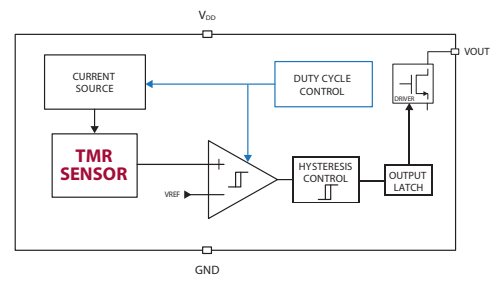 VDD
VOUT
CURRENT
SOURCE
DUTY CYCLE
CONTROL
DRIVER
TMR
SENSOR
+
VREF
-
HYSTERESIS
CONTROL
OUTPUT
LATCH
GND